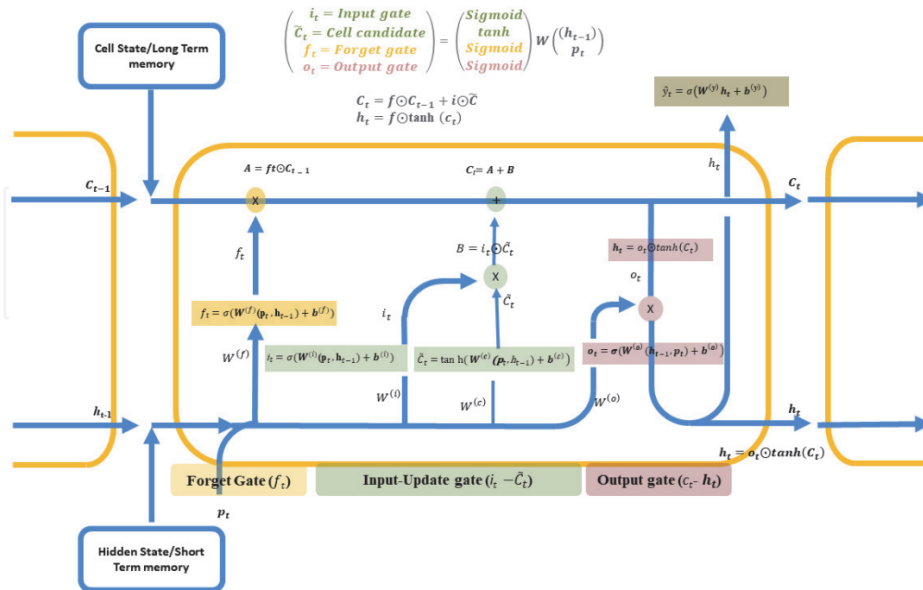 i_t = Input gate
C̃_t = Cell candidate
f_t = Forget gate
o_t = Output gate
=
Sigmoid
tanh
Sigmoid
Sigmoid
W ((h_{t-1}) p_t)
Cell State/Long Term
memory
C_t = f⊙C_{t-1} + i⊙C̃
h_t = f⊙tanh (c_t)
ŷ_t = σ(W^{(y)} h_t + b^{(y)})
A = ft⊙C_{t-1}
C_t = A + B
h_t
C_{t-1}
C_t
X
+
B = i_t⊙C̃_t
h_t = o_t⊙tanh(C_t)
f_t
o_t
X
C̃_t
i_t
X
f_t = σ(W^{(f)}(p_t, h_{t-1}) + b^{(f)})
W^{(f)}
i_t = σ(W^{(i)}(p_t, h_{t-1}) + b^{(i)})
C̃_t = tan h( W^{(c)} (p_t, h_{t-1}) + b^{(c)})
o_t = σ(W^{(o)} (h_{t-1}, p_t) + b^{(o)})
W^{(i)}
W^{(c)}
W^{(o)}
h_{t-1}
h_t
h_t = o_t⊙tanh(C_t)
Forget Gate (f_t)
Input-Update gate (i_t − C̃_t)
Output gate (c_t- h_t)
p_t
Hidden State/Short
Term memory